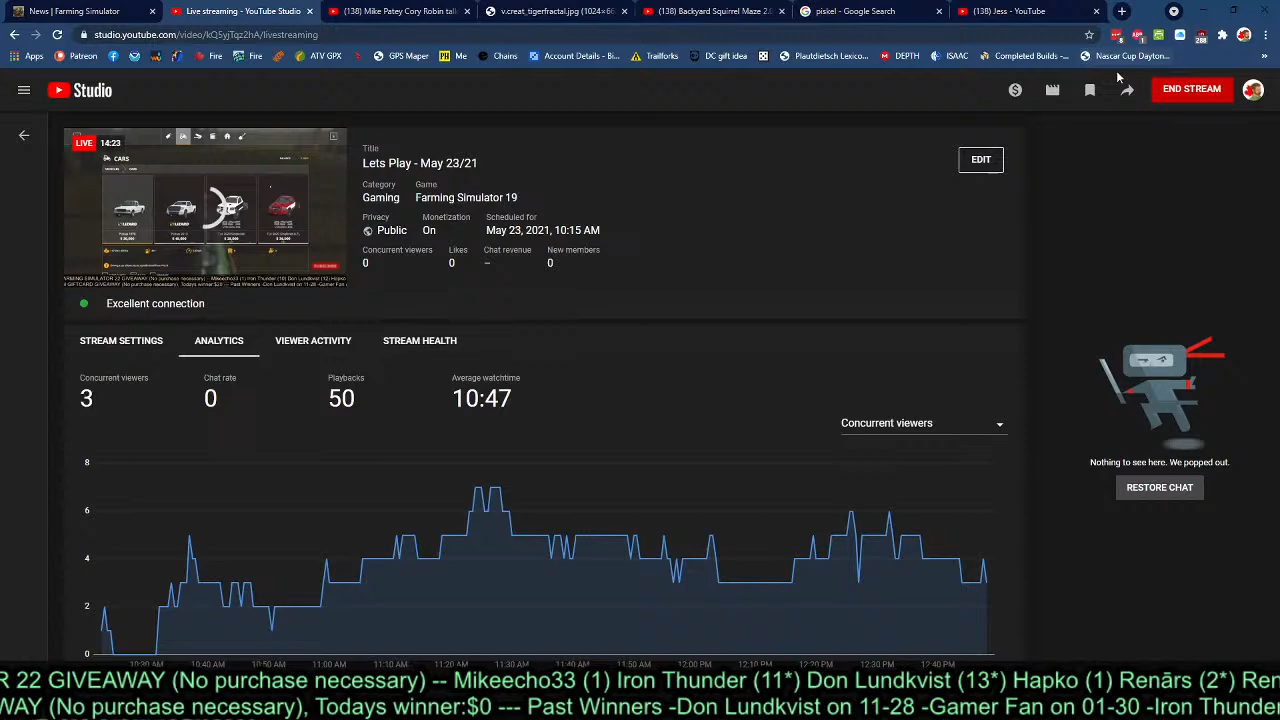 News | Farming Simulator
Live streaming - YouTube Studio
(138) Mike Patey Cory Robin talk
v.creat_tigerfractal.jpg (1024×66
(138) Backyard Squirrel Maze 2.0
piskel - Google Search
(138) Jess - YouTube
studio.youtube.com/video/kQ5yjTqz2hA/livestreaming
Apps
Patreon
Fire
Fire
ATV GPX
GPS Maper
Me
Chains
Account Details - Bi...
Trailforks
DC gift idea
Plautdietsch Lexico...
DEPTH
ISAAC
Completed Builds -...
Nascar Cup Dayton...
»
Studio
END STREAM
LIVE 14:23
CARS
Title
Lets Play - May 23/21
EDIT
Category Game
Gaming Farming Simulator 19
Privacy Monetization Scheduled for
Public On May 23, 2021, 10:15 AM
Concurrent viewers Likes Chat revenue New members
0 0 – 0
Excellent connection
STREAM SETTINGS ANALYTICS VIEWER ACTIVITY STREAM HEALTH
Concurrent viewers Chat rate Playbacks Average watchtime
3 0 50 10:47
Concurrent viewers
8
6
4
2
0
10:30 AM 10:40 AM 10:50 AM 11:00 AM 11:10 AM 11:20 AM 11:30 AM 11:40 AM 11:50 AM 12:00 PM 12:10 PM 12:20 PM 12:30 PM 12:40 PM
Nothing to see here. We popped out.
RESTORE CHAT
R 22 GIVEAWAY (No purchase necessary) -- Mikeecho33 (1) Iron Thunder (11*) Don Lundkvist (13*) Hapko (1) Renārs (2*) Ren
WAY (No purchase necessary), Todays winner:$0 --- Past Winners -Don Lundkvist on 11-28 -Gamer Fan on 01-30 -Iron Thunder